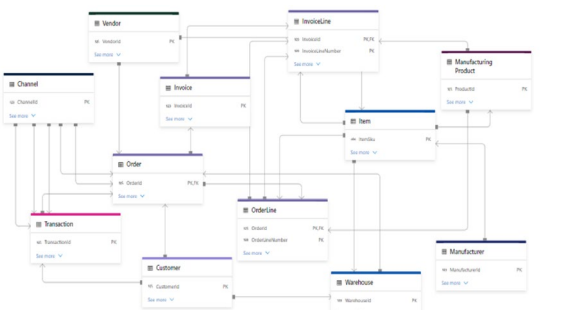 Vendor
VendorId PK
See more
InvoiceLine
InvoiceId PK,FK
InvoiceLineNumber PK
See more
Manufacturing
Product
ProductId PK
See more
Channel
ChannelId PK
See more
Invoice
InvoiceId PK
See more
Item
ItemSku PK
See more
Order
OrderId PK,FK
See more
OrderLine
OrderId PK,FK
OrderLineNumber PK
See more
Transaction
TransactionId PK
See more
Manufacturer
ManufacturerId PK
See more
Customer
CustomerId PK
See more
Warehouse
WarehouseId PK